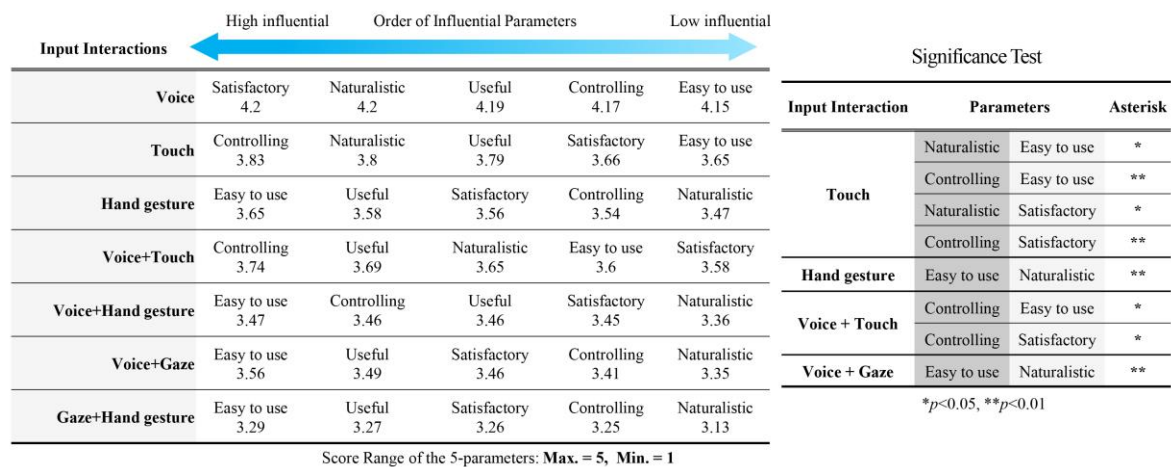 High influential Order of Influential Parameters Low influential
Input Interactions
Voice Satisfactory Naturalistic Useful Controlling Easy to use
4.2 4.2 4.19 4.17 4.15
Touch Controlling Naturalistic Useful Satisfactory Easy to use
3.83 3.8 3.79 3.66 3.65
Hand gesture Easy to use Useful Satisfactory Controlling Naturalistic
3.65 3.58 3.56 3.54 3.47
Voice+Touch Controlling Useful Naturalistic Easy to use Satisfactory
3.74 3.69 3.65 3.6 3.58
Voice+Hand gesture Easy to use Controlling Useful Satisfactory Naturalistic
3.47 3.46 3.46 3.45 3.36
Voice+Gaze Easy to use Useful Satisfactory Controlling Naturalistic
3.56 3.49 3.46 3.41 3.35
Gaze+Hand gesture Easy to use Useful Satisfactory Controlling Naturalistic
3.29 3.27 3.26 3.25 3.13
Score Range of the 5-parameters: Max. = 5, Min. = 1
Significance Test
Input Interaction Parameters Asterisk
Touch
Naturalistic Easy to use *
Controlling Easy to use **
Naturalistic Satisfactory *
Controlling Satisfactory **
Hand gesture Easy to use Naturalistic **
Voice + Touch
Controlling Easy to use *
Controlling Satisfactory *
Voice + Gaze Easy to use Naturalistic **
*p<0.05, **p<0.01